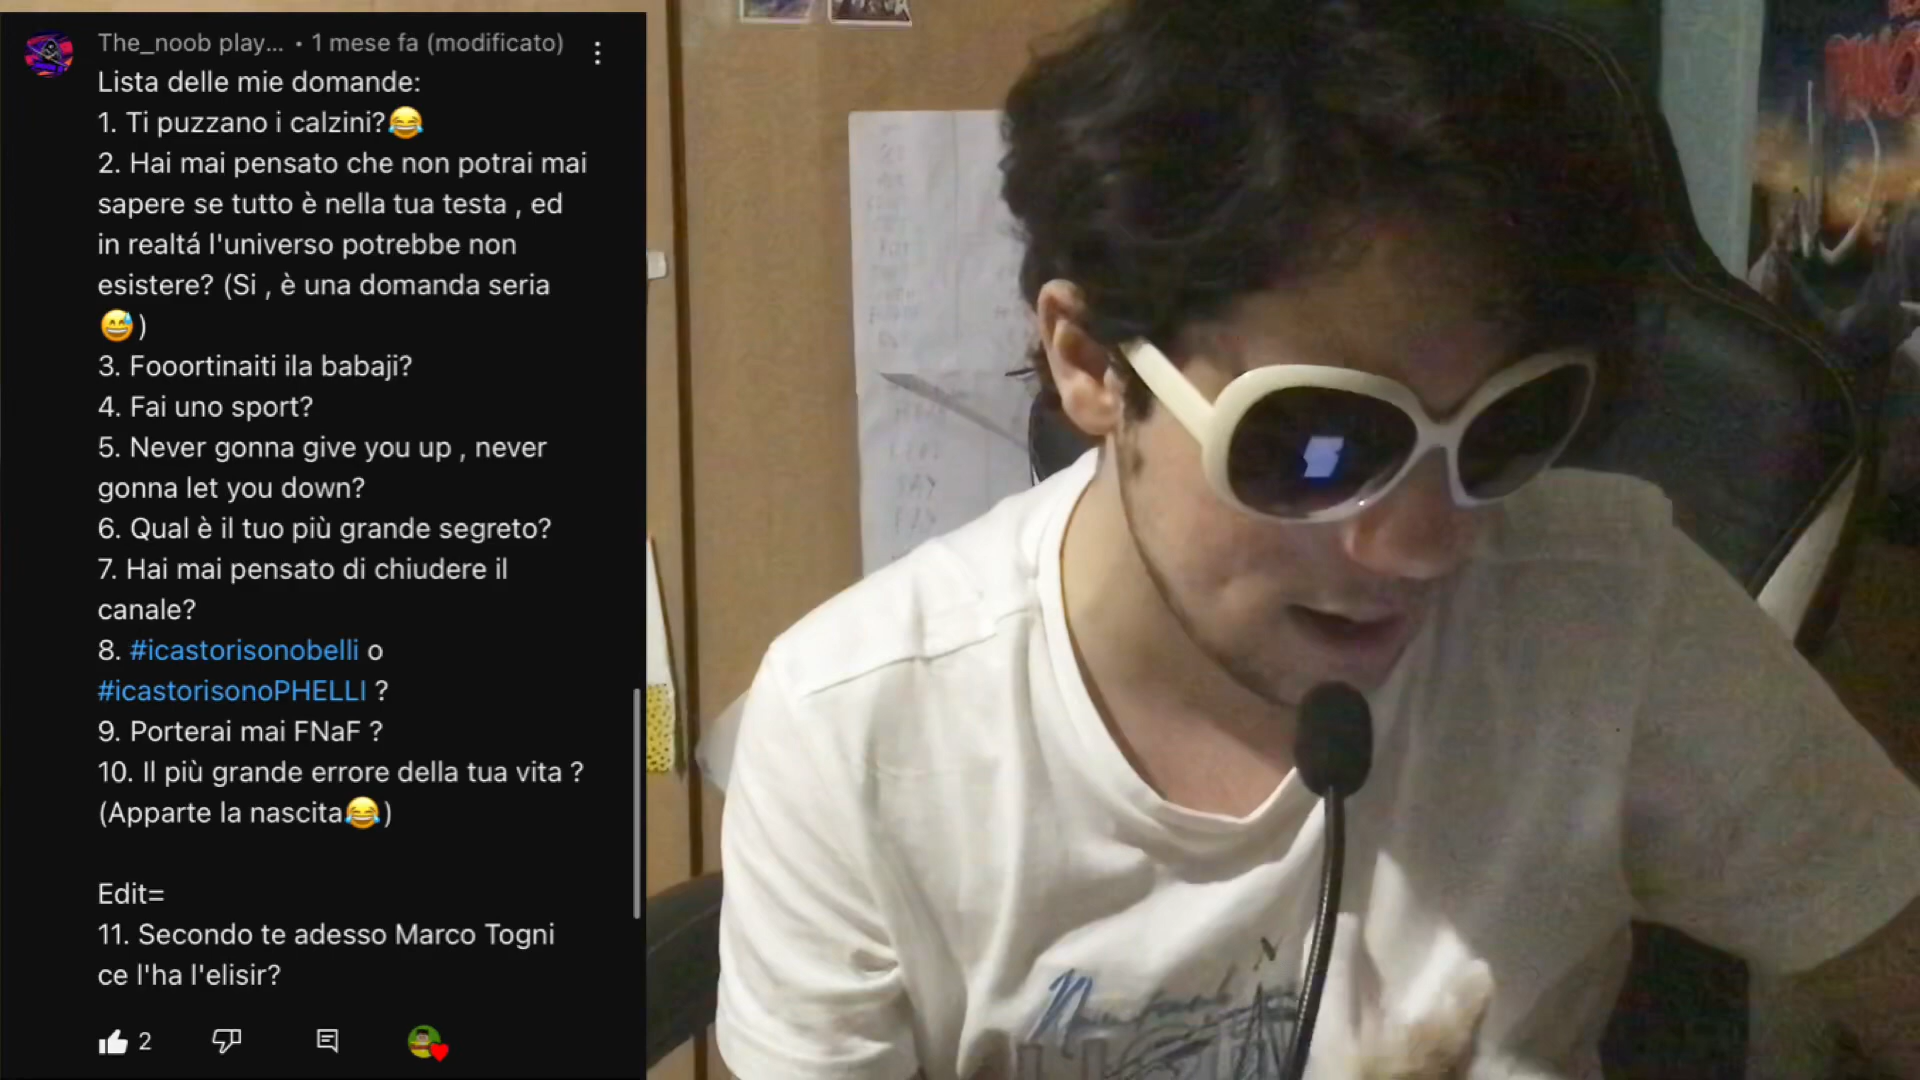 The_noob play... • 1 mese fa (modificato)
Lista delle mie domande:
1. Ti puzzano i calzini?😂
2. Hai mai pensato che non potrai mai
sapere se tutto è nella tua testa , ed
in realtá l'universo potrebbe non
esistere? (Si , è una domanda seria
😅)
3. Fooortinaiti ila babaji?
4. Fai uno sport?
5. Never gonna give you up , never
gonna let you down?
6. Qual è il tuo più grande segreto?
7. Hai mai pensato di chiudere il
canale?
8. #icastorisonobelli o
#icastorisonoPHELLI ?
9. Porterai mai FNaF ?
10. Il più grande errore della tua vita ?
(Apparte la nascita😂)
Edit=
11. Secondo te adesso Marco Togni
ce l'ha l'elisir?
2